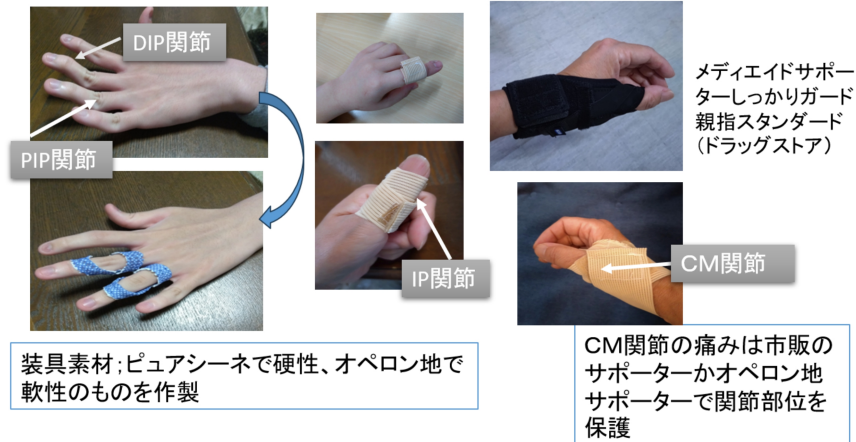 DIP関節
PIP関節
IP関節
メディエイドサポー
ターしっかりガード
親指スタンダード
（ドラッグストア）
CM関節
装具素材；ピュアシーネで硬性、オペロン地で
軟性のものを作製
CM関節の痛みは市販の
サポーターかオペロン地
サポーターで関節部位を
保護